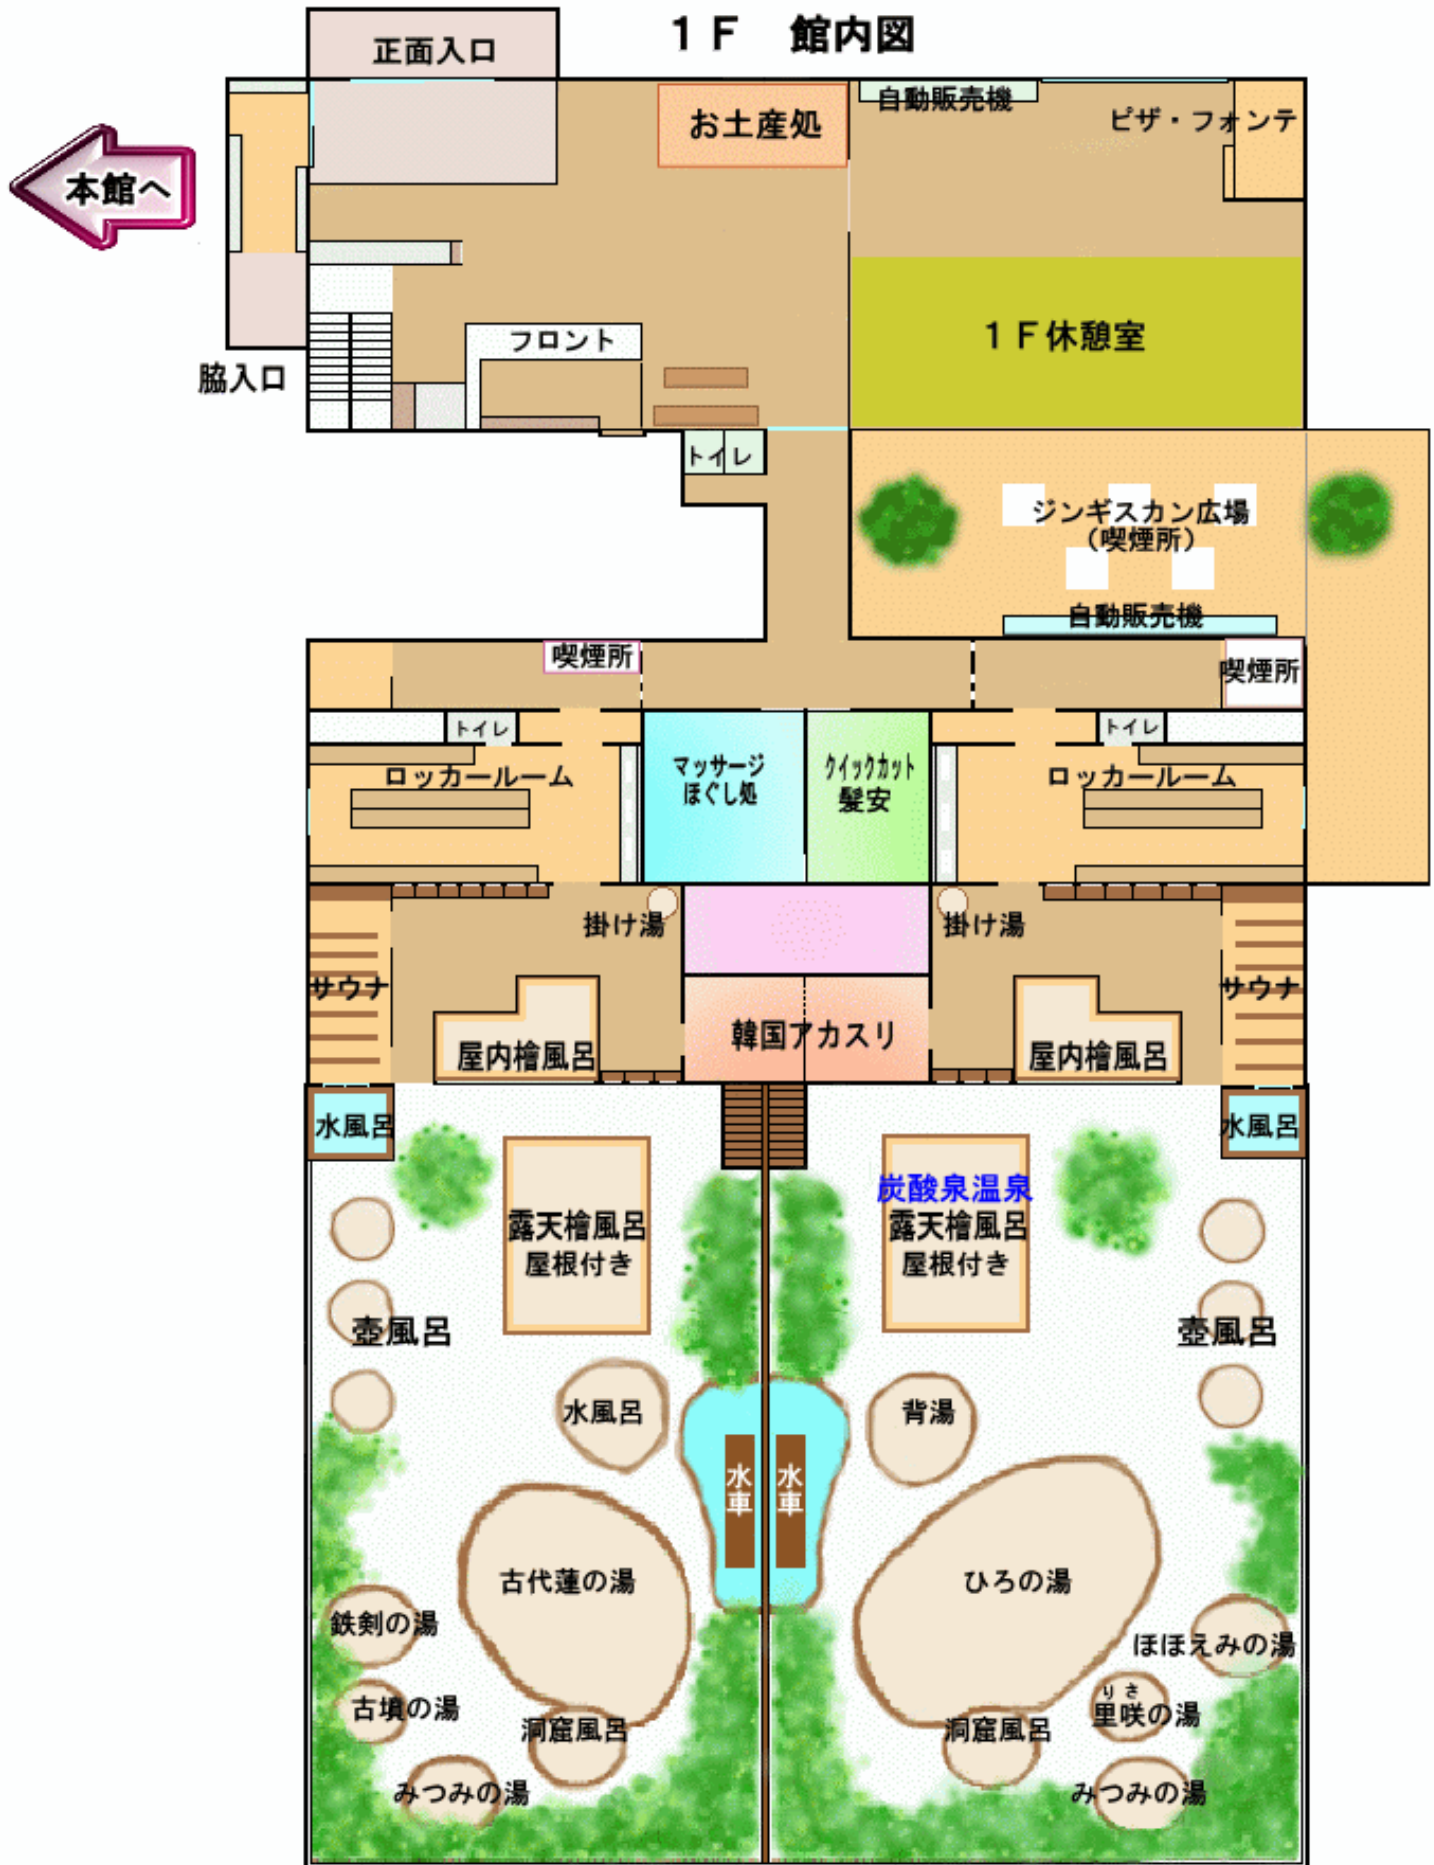 1F 館内図
正面入口
お土産処
自動販売機
ピザ・フォンテ
本館へ
フロント
1F休憩室
脇入口
トイレ
ジンギスカン広場
(喫煙所)
自動販売機
喫煙所
喫煙所
トイレ
トイレ
ロッカールーム
マッサージ
ほぐし処
クイックカット
髪安
ロッカールーム
掛け湯
掛け湯
サウナ
サウナ
屋内檜風呂
韓国アカスリ
屋内檜風呂
水風呂
水風呂
露天檜風呂
屋根付き
炭酸泉温泉
露天檜風呂
屋根付き
壺風呂
壺風呂
水風呂
背湯
水車
水車
古代蓮の湯
ひろの湯
鉄剣の湯
ほほえみの湯
古墳の湯
洞窟風呂
洞窟風呂
りさ
里咲の湯
みつみの湯
みつみの湯